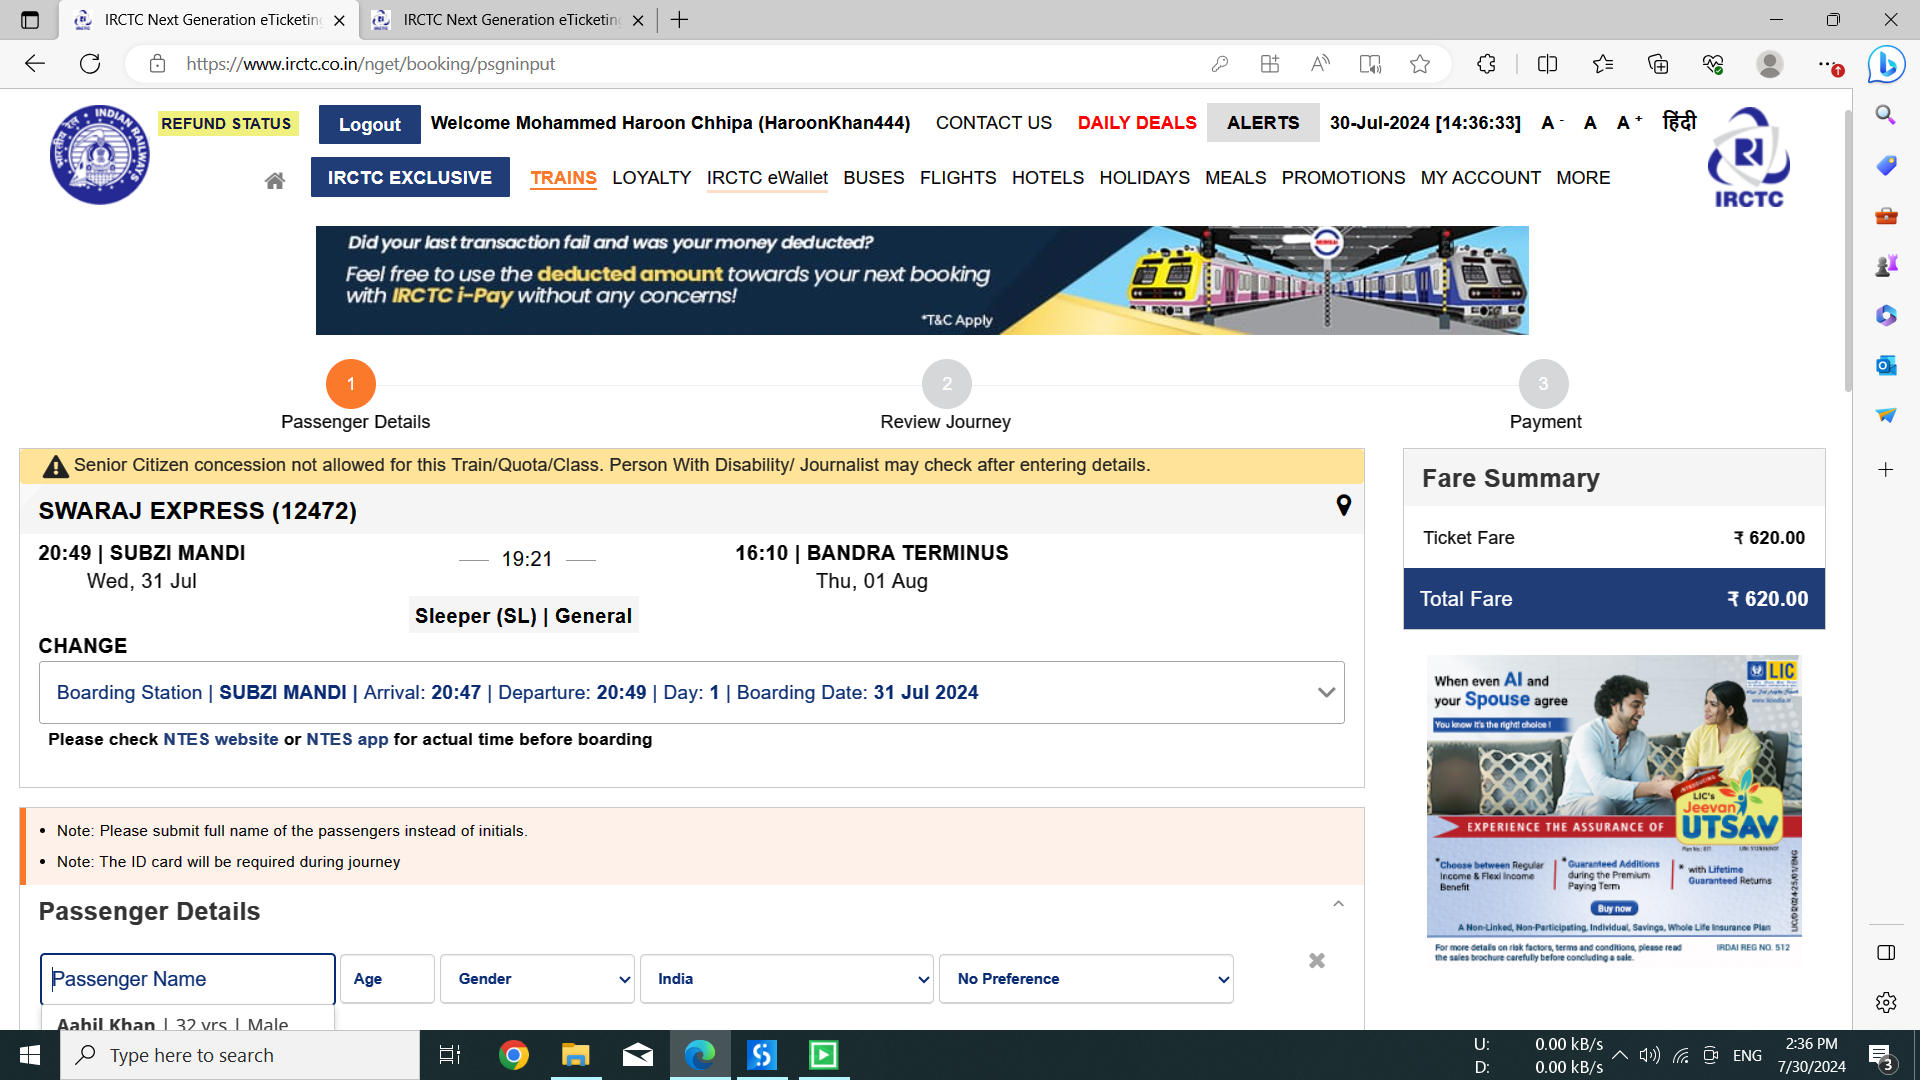 IRCTC Next Generation eTicketing
IRCTC Next Generation eTicketing
https://www.irctc.co.in/nget/booking/psgninput
INDIAN RAILWAYS
भारतीय रेल
REFUND STATUS
Logout
Welcome Mohammed Haroon Chhipa (HaroonKhan444)
CONTACT US
DAILY DEALS
ALERTS
30-Jul-2024 [14:36:33]
A -
A
A +
हिंदी
IRCTC
IRCTC EXCLUSIVE
TRAINS
LOYALTY
IRCTC eWallet
BUSES
FLIGHTS
HOTELS
HOLIDAYS
MEALS
PROMOTIONS
MY ACCOUNT
MORE
Did your last transaction fail and was your money deducted?
Feel free to use the deducted amount towards your next booking
with IRCTC i-Pay without any concerns!
*T&C Apply
1
2
3
Passenger Details
Review Journey
Payment
Senior Citizen concession not allowed for this Train/Quota/Class. Person With Disability/ Journalist may check after entering details.
SWARAJ EXPRESS (12472)
20:49 | SUBZI MANDI
19:21
16:10 | BANDRA TERMINUS
Wed, 31 Jul
Thu, 01 Aug
Sleeper (SL) | General
CHANGE
Boarding Station | SUBZI MANDI | Arrival: 20:47 | Departure: 20:49 | Day: 1 | Boarding Date: 31 Jul 2024
Please check NTES website or NTES app for actual time before boarding
Note: Please submit full name of the passengers instead of initials.
Note: The ID card will be required during journey
Passenger Details
Passenger Name
Age
Gender
India
No Preference
Aahil Khan | 32 yrs | Male
Fare Summary
Ticket Fare
₹ 620.00
Total Fare
₹ 620.00
When even AI and
your Spouse agree
You know it's the right choice !
LIC
INTRODUCING
LIC's
Jeevan
UTSAV
EXPERIENCE THE ASSURANCE OF
*Choose between Regular
Income & Flexi Income
Benefit
*Guaranteed Additions
during the Premium
Paying Term
* with Lifetime
Guaranteed Returns
Buy now
A Non-Linked, Non-Participating, Individual, Savings, Whole Life Insurance Plan
For more details on risk factors, terms and conditions, please read
the sales brochure carefully before concluding a sale.
IRDAI REG NO. 512
Type here to search
U: 0.00 kB/s
D: 0.00 kB/s
ENG
2:36 PM
7/30/2024
3